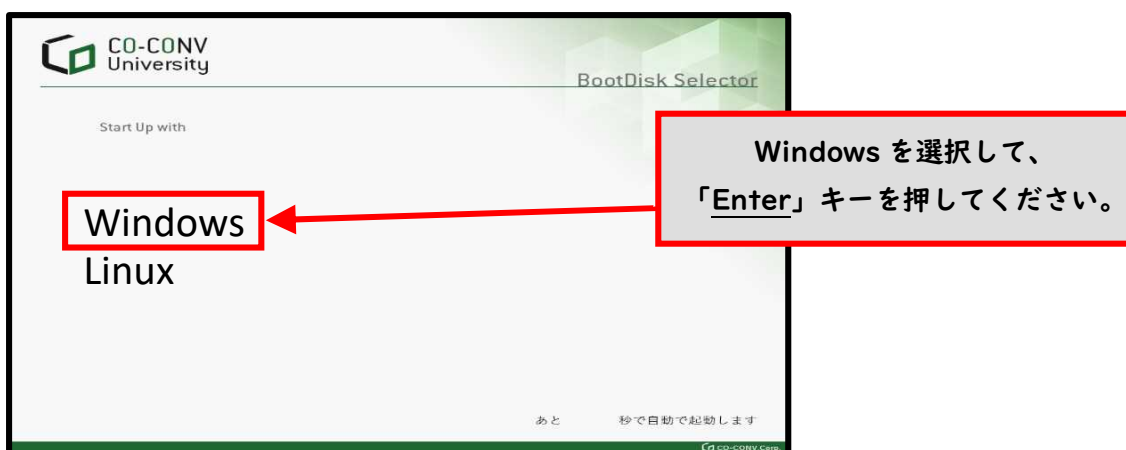 CO-CONV
University
BootDisk Selector
Start Up with
Windows を選択して、
「Enter」キーを押してください。
Windows
Linux
あと 秒で自動で起動します
CO-CONV Corp.